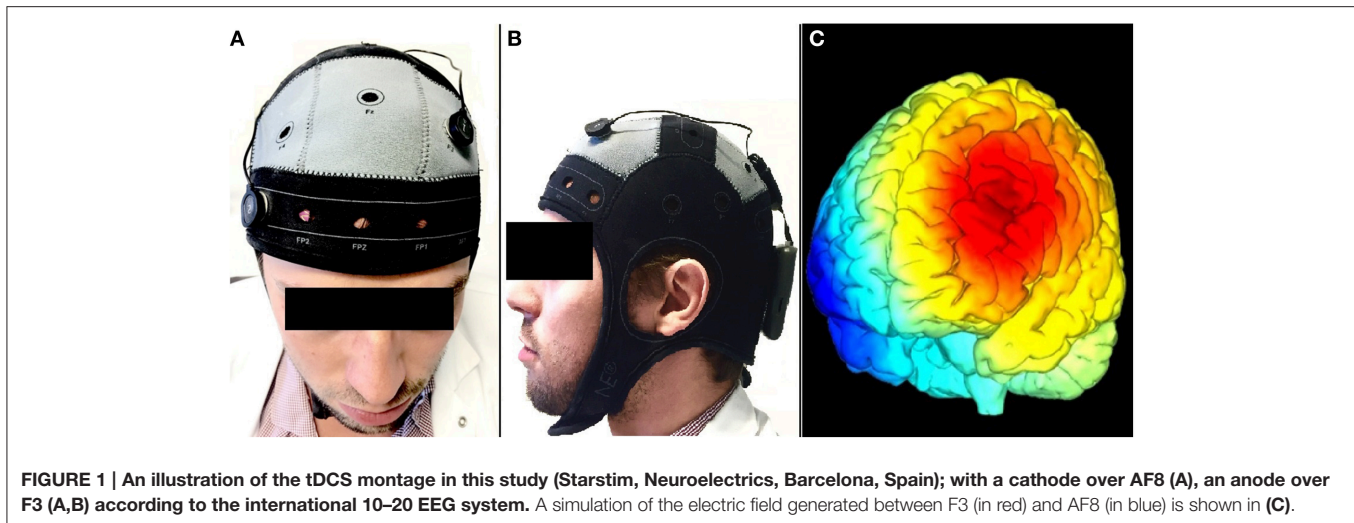 A
B
C
Fz
F4
FP2
FPZ
FP1
FIGURE 1 | An illustration of the tDCS montage in this study (Starstim, Neuroelectrics, Barcelona, Spain); with a cathode over AF8 (A), an anode over
F3 (A,B) according to the international 10–20 EEG system. A simulation of the electric field generated between F3 (in red) and AF8 (in blue) is shown in (C).